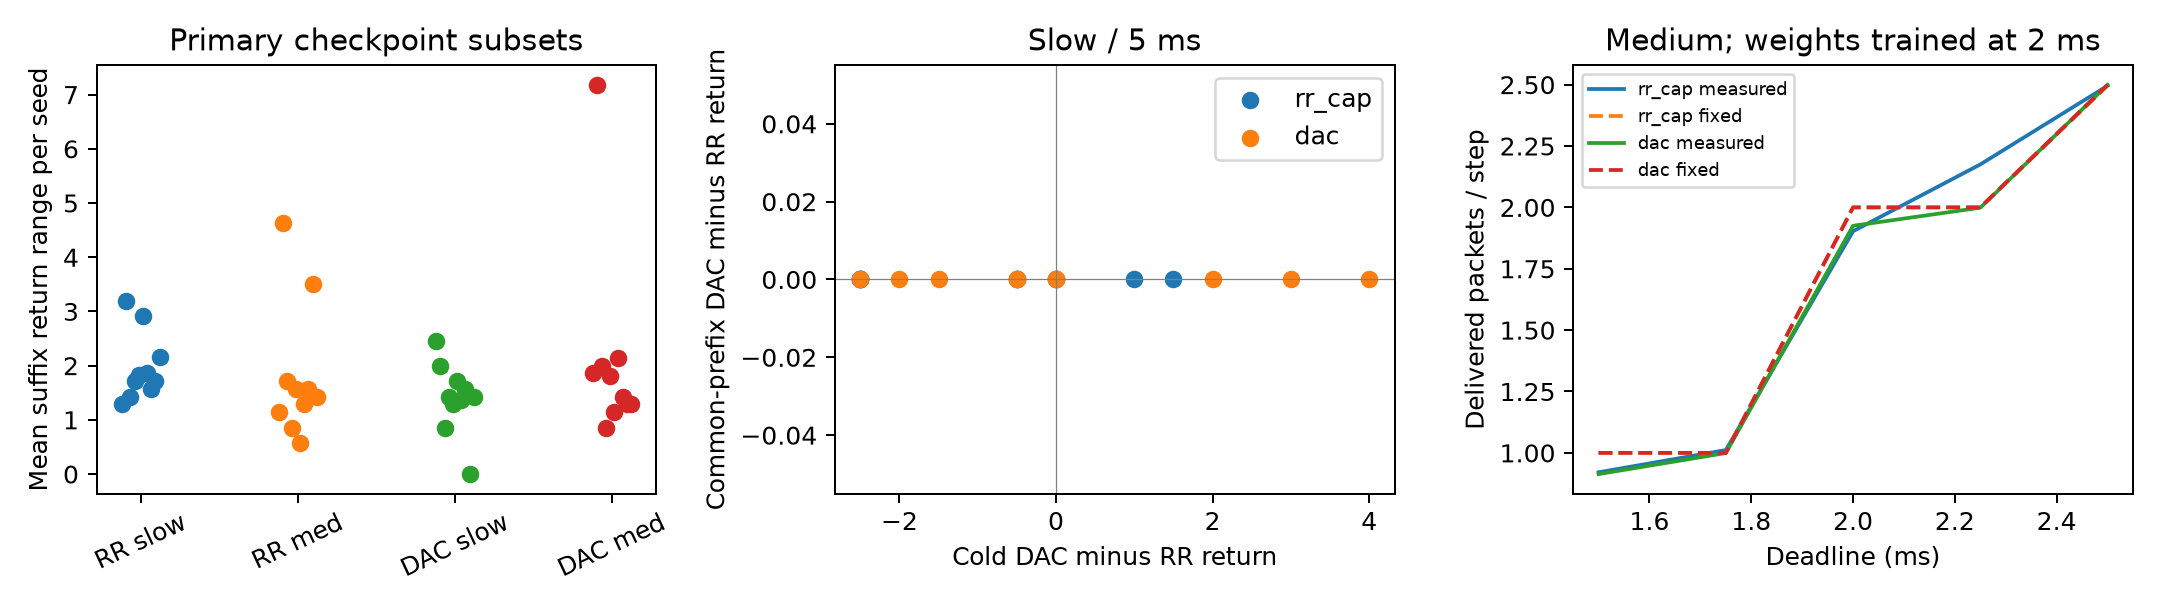 Primary checkpoint subsets
Mean suffix return range per seed
7
6
5
4
3
2
1
0
RR slow
RR med
DAC slow
DAC med
Slow / 5 ms
Common-prefix DAC minus RR return
0.04
0.02
0.00
−0.02
−0.04
rr_cap
dac
−2
0
2
4
Cold DAC minus RR return
Medium; weights trained at 2 ms
Delivered packets / step
2.50
2.25
2.00
1.75
1.50
1.25
1.00
rr_cap measured
rr_cap fixed
dac measured
dac fixed
1.6
1.8
2.0
2.2
2.4
Deadline (ms)